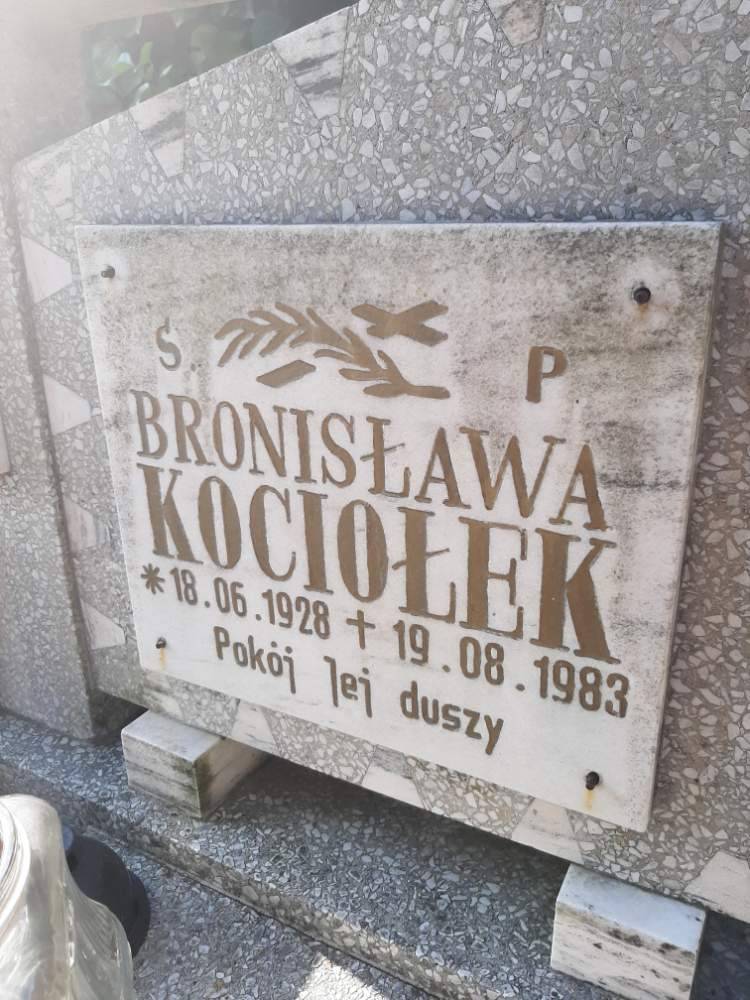 Ś P
BRONISŁAWA
KOCIOŁEK
* 18.06.1928 † 19.08.1983
Pokój Jej duszy